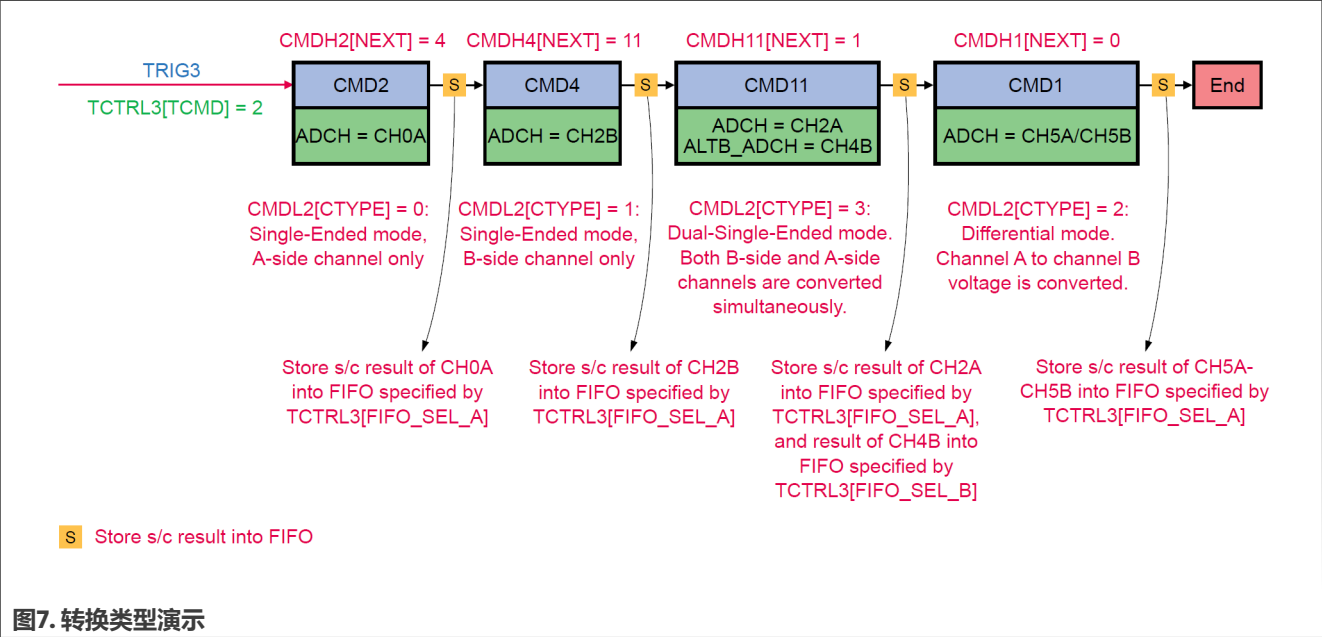 CMDH2[NEXT] = 4
CMDH4[NEXT] = 11
CMDH11[NEXT] = 1
CMDH1[NEXT] = 0
TRIG3
TCTRL3[TCMD] = 2
CMD2
ADCH = CH0A
S
CMD4
ADCH = CH2B
S
CMD11
ADCH = CH2A
ALTB_ADCH = CH4B
S
CMD1
ADCH = CH5A/CH5B
S
End
CMDL2[CTYPE] = 0:
Single-Ended mode,
A-side channel only
CMDL2[CTYPE] = 1:
Single-Ended mode,
B-side channel only
CMDL2[CTYPE] = 3:
Dual-Single-Ended mode.
Both B-side and A-side
channels are converted
simultaneously.
CMDL2[CTYPE] = 2:
Differential mode.
Channel A to channel B
voltage is converted.
Store s/c result of CH0A
into FIFO specified by
TCTRL3[FIFO_SEL_A]
Store s/c result of CH2B
into FIFO specified by
TCTRL3[FIFO_SEL_A]
Store s/c result of CH2A
into FIFO specified by
TCTRL3[FIFO_SEL_A],
and result of CH4B into
FIFO specified by
TCTRL3[FIFO_SEL_B]
Store s/c result of CH5A-
CH5B into FIFO specified by
TCTRL3[FIFO_SEL_A]
S Store s/c result into FIFO
图7. 转换类型演示